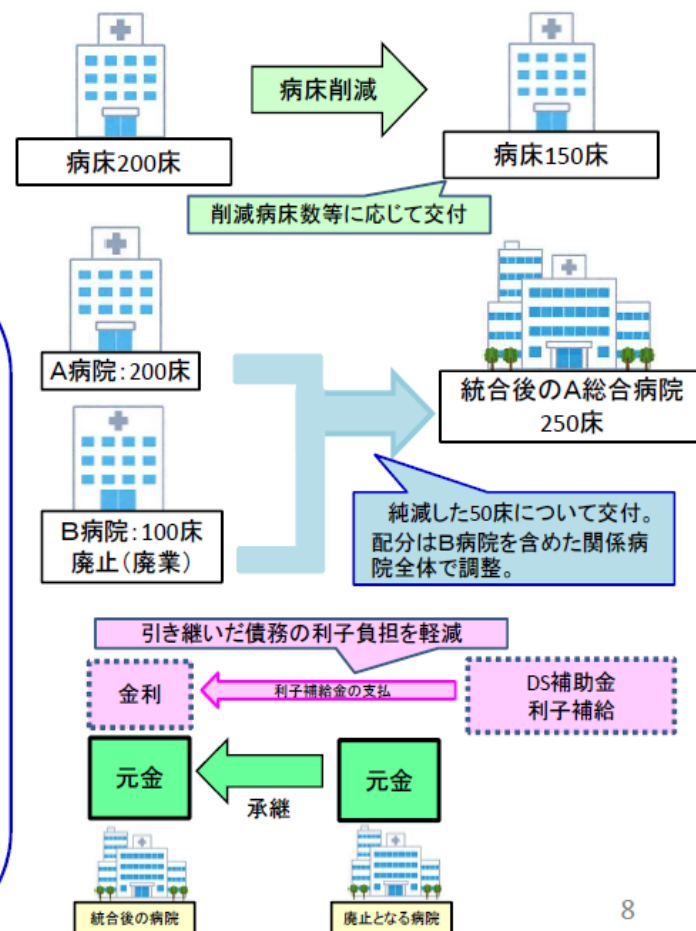 病床削減
病床200床
病床150床
削減病床数等に応じて交付
A病院：200床
B病院：100床
廃止（廃業）
統合後のA総合病院
250床
純減した50床について交付。
配分はB病院を含めた関係病
院全体で調整。
引き継いだ債務の利子負担を軽減
金利
利子補給金の支払
DS補助金
利子補給
元金
承継
元金
統合後の病院
廃止となる病院
8